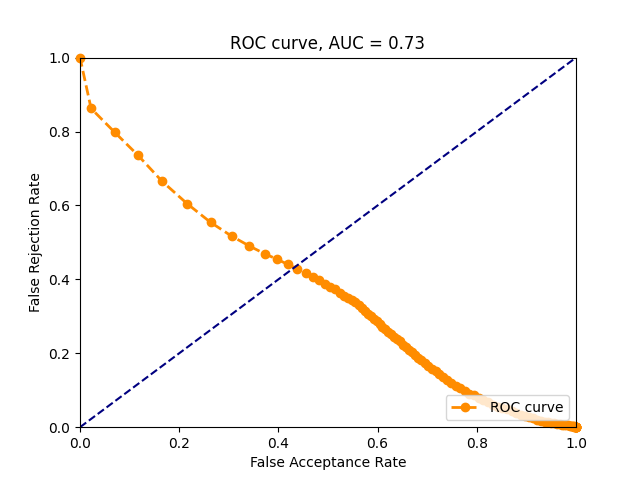 ROC curve, AUC = 0.73
1.0
0.8
0.6
0.4
0.2
0.0
False Rejection Rate
ROC curve
0.0 0.2 0.4 0.6 0.8 1.0
False Acceptance Rate